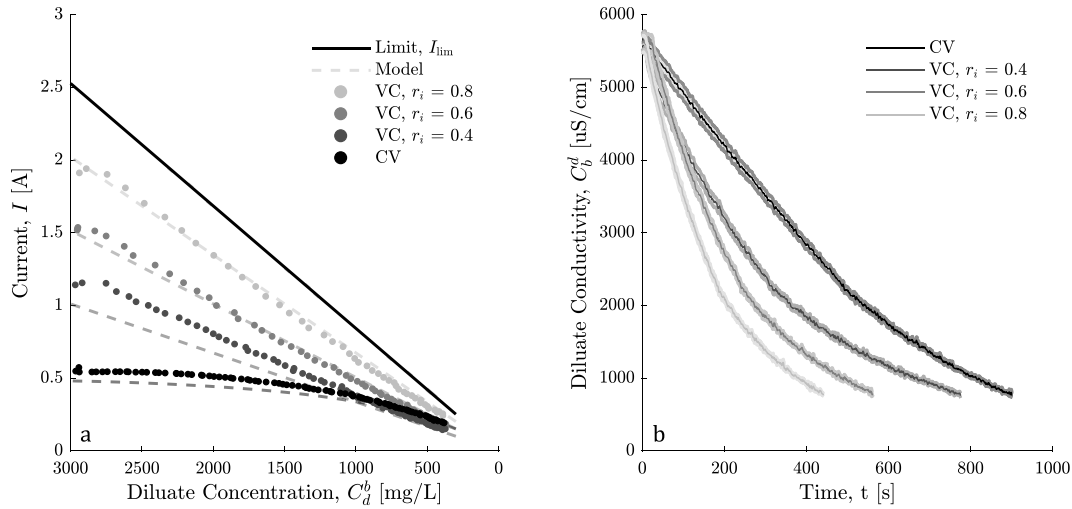 3
2.5
2
1.5
1
0.5
0
3000
2500
2000
1500
1000
500
0
Current, I [A]
Diluate Concentration, C_d^b [mg/L]
Limit, I_lim
Model
VC, r_i = 0.8
VC, r_i = 0.6
VC, r_i = 0.4
CV
a
6000
5000
4000
3000
2000
1000
0
0
200
400
600
800
1000
Diluate Conductivity, C_b^d [uS/cm]
Time, t [s]
CV
VC, r_i = 0.4
VC, r_i = 0.6
VC, r_i = 0.8
b